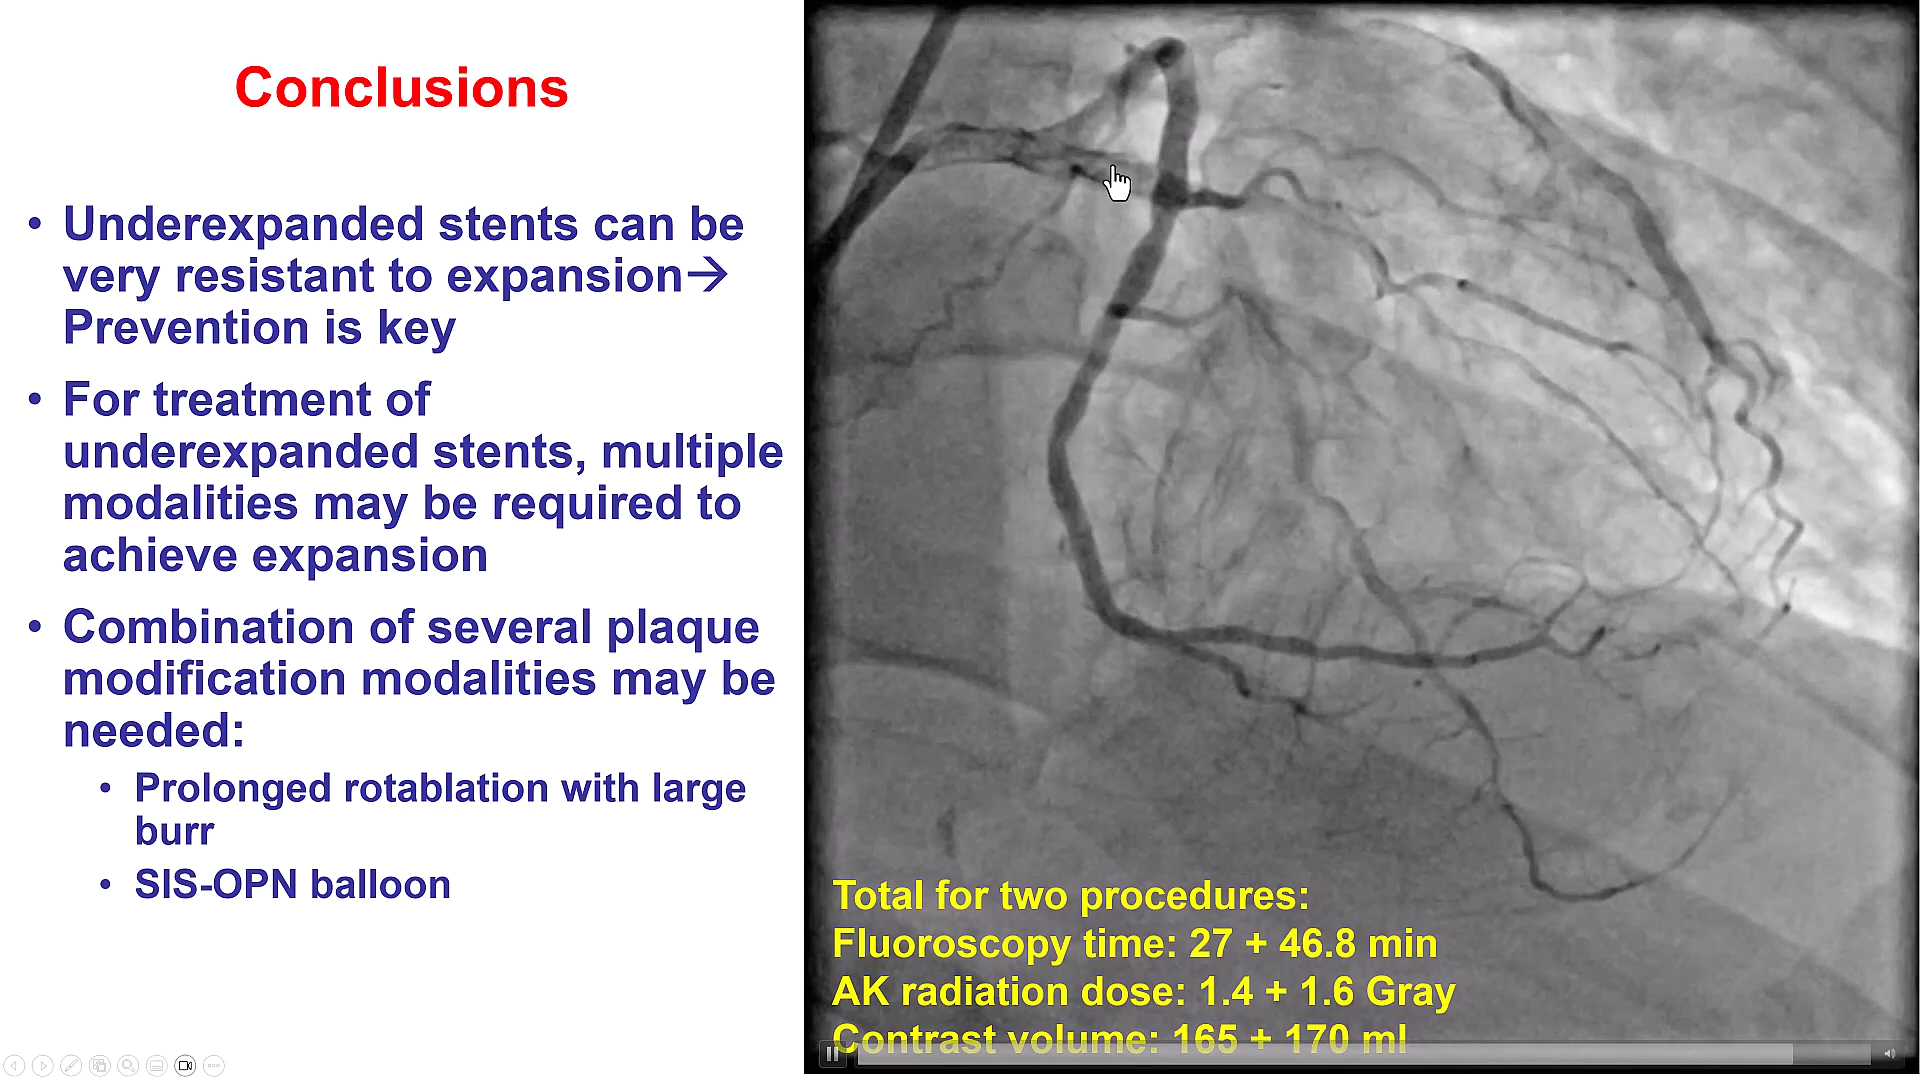 Conclusions
• Underexpanded stents can be
very resistant to expansion→
Prevention is key
• For treatment of
underexpanded stents, multiple
modalities may be required to
achieve expansion
• Combination of several plaque
modification modalities may be
needed:
• Prolonged rotablation with large
burr
• SIS-OPN balloon
Total for two procedures:
Fluoroscopy time: 27 + 46.8 min
AK radiation dose: 1.4 + 1.6 Gray
Contrast volume: 165 + 170 ml